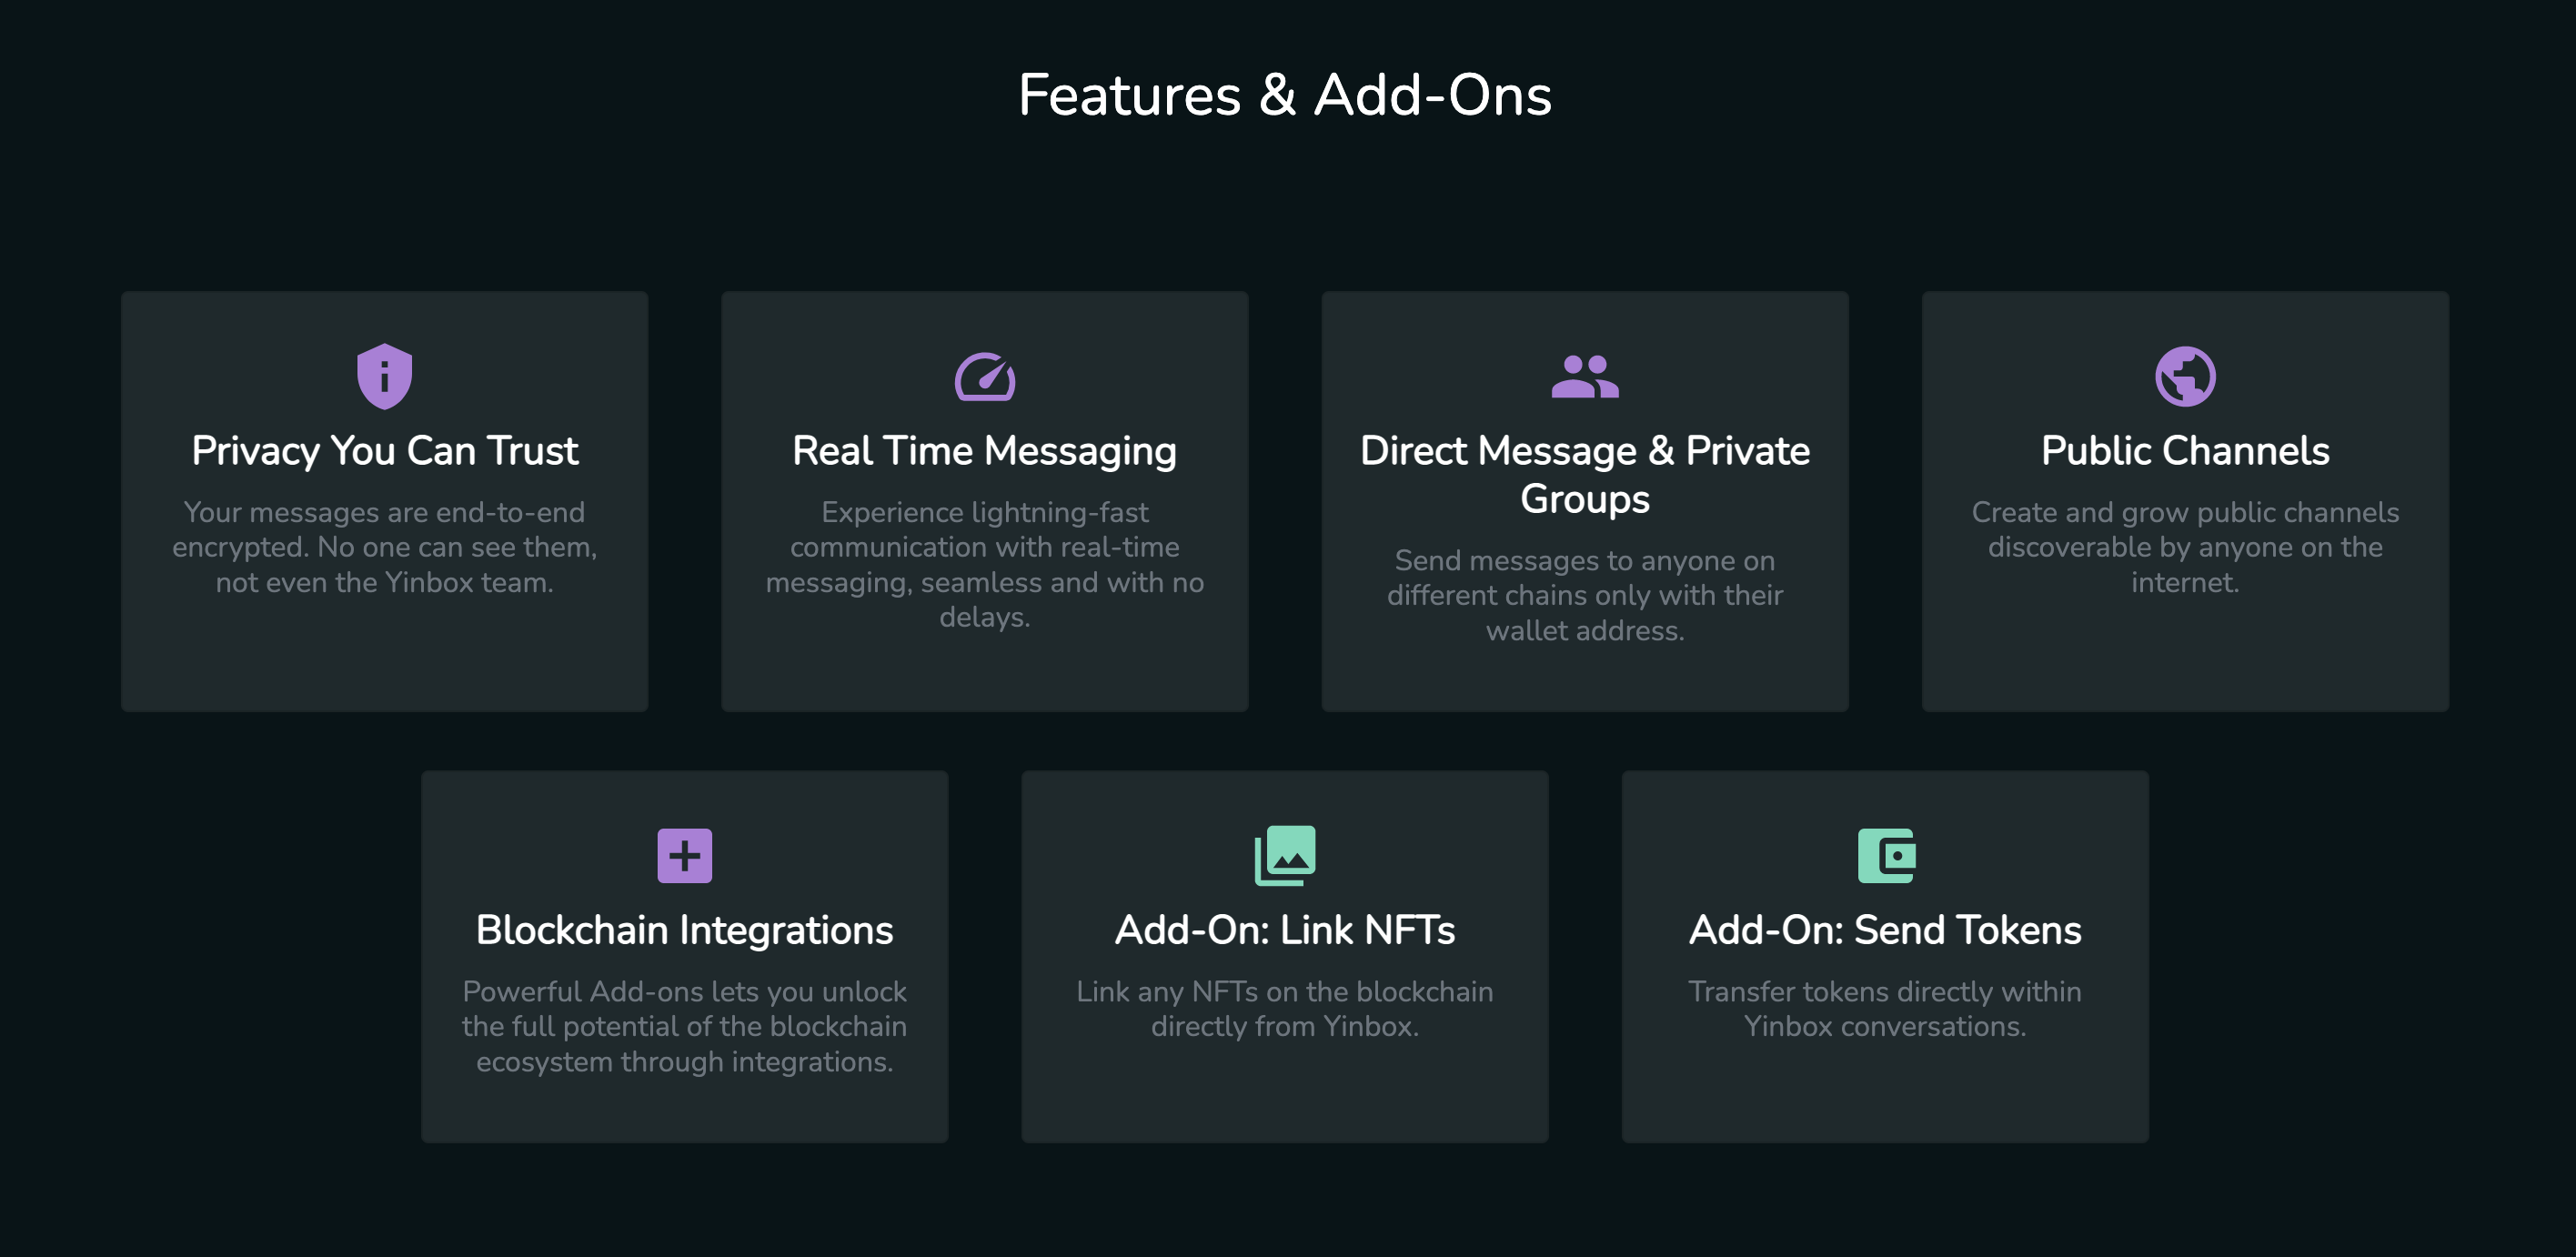 Features & Add-Ons
Privacy You Can Trust
Your messages are end-to-end
encrypted. No one can see them,
not even the Yinbox team.
Real Time Messaging
Experience lightning-fast
communication with real-time
messaging, seamless and with no
delays.
Direct Message & Private
Groups
Send messages to anyone on
different chains only with their
wallet address.
Public Channels
Create and grow public channels
discoverable by anyone on the
internet.
Blockchain Integrations
Powerful Add-ons lets you unlock
the full potential of the blockchain
ecosystem through integrations.
Add-On: Link NFTs
Link any NFTs on the blockchain
directly from Yinbox.
Add-On: Send Tokens
Transfer tokens directly within
Yinbox conversations.